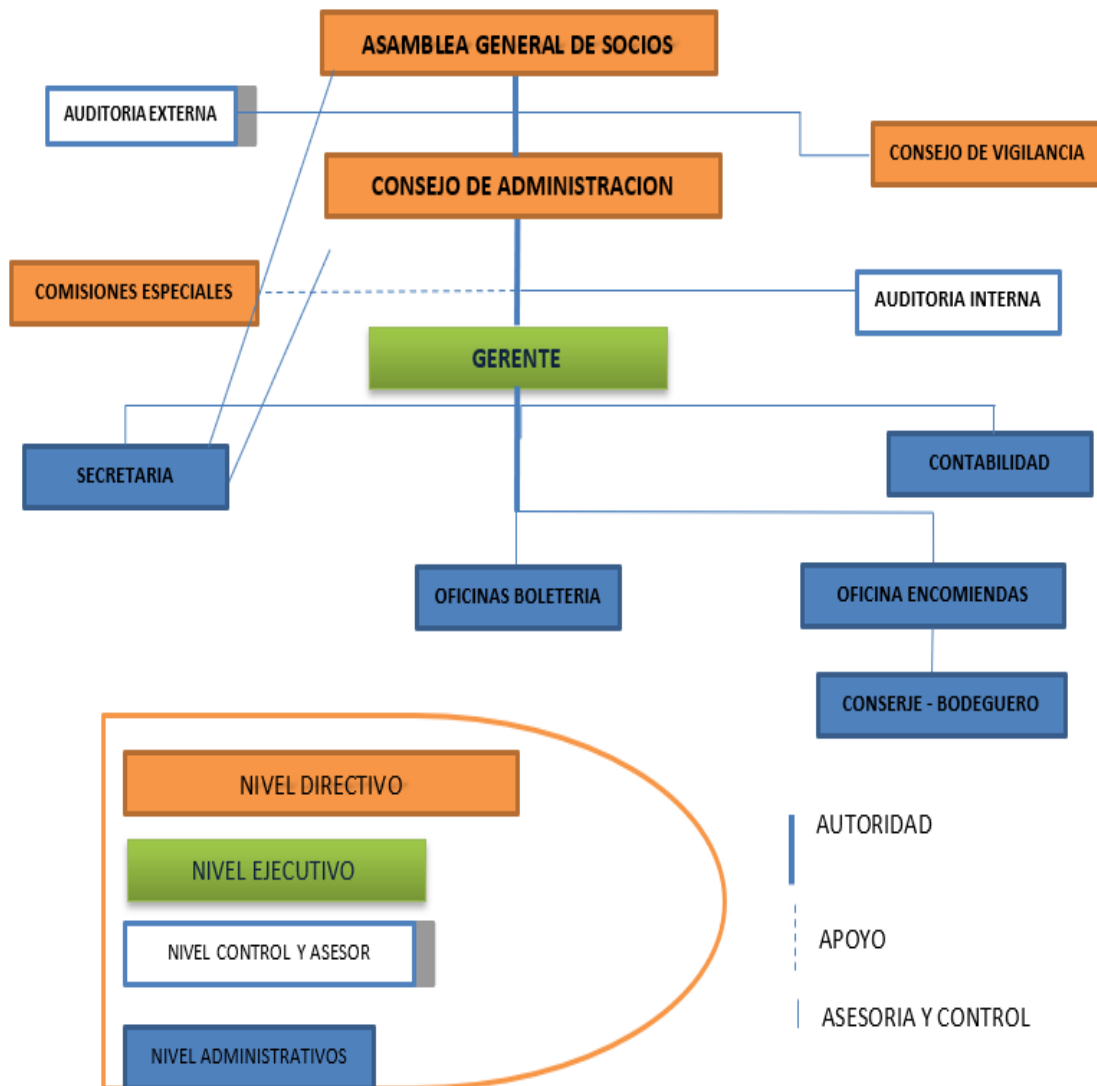 ASAMBLEA GENERAL DE SOCIOS
AUDITORIA EXTERNA
CONSEJO DE VIGILANCIA
CONSEJO DE ADMINISTRACION
COMISIONES ESPECIALES
AUDITORIA INTERNA
GERENTE
SECRETARIA
CONTABILIDAD
OFICINAS BOLETERIA
OFICINA ENCOMIENDAS
CONSERJE - BODEGUERO
NIVEL DIRECTIVO
NIVEL EJECUTIVO
NIVEL CONTROL Y ASESOR
NIVEL ADMINISTRATIVOS
AUTORIDAD
APOYO
ASESORIA Y CONTROL